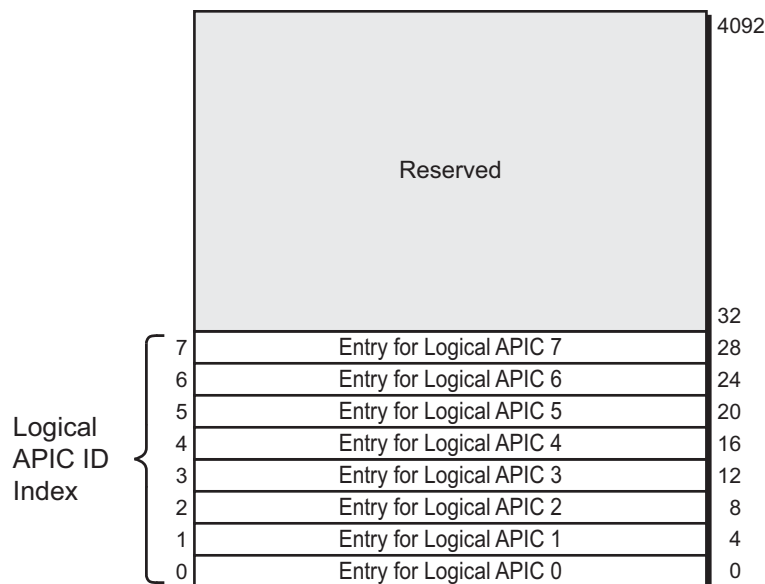 4092
Reserved
32
7 Entry for Logical APIC 7 28
6 Entry for Logical APIC 6 24
5 Entry for Logical APIC 5 20
4 Entry for Logical APIC 4 16
3 Entry for Logical APIC 3 12
2 Entry for Logical APIC 2 8
1 Entry for Logical APIC 1 4
0 Entry for Logical APIC 0 0
Logical
APIC ID
Index